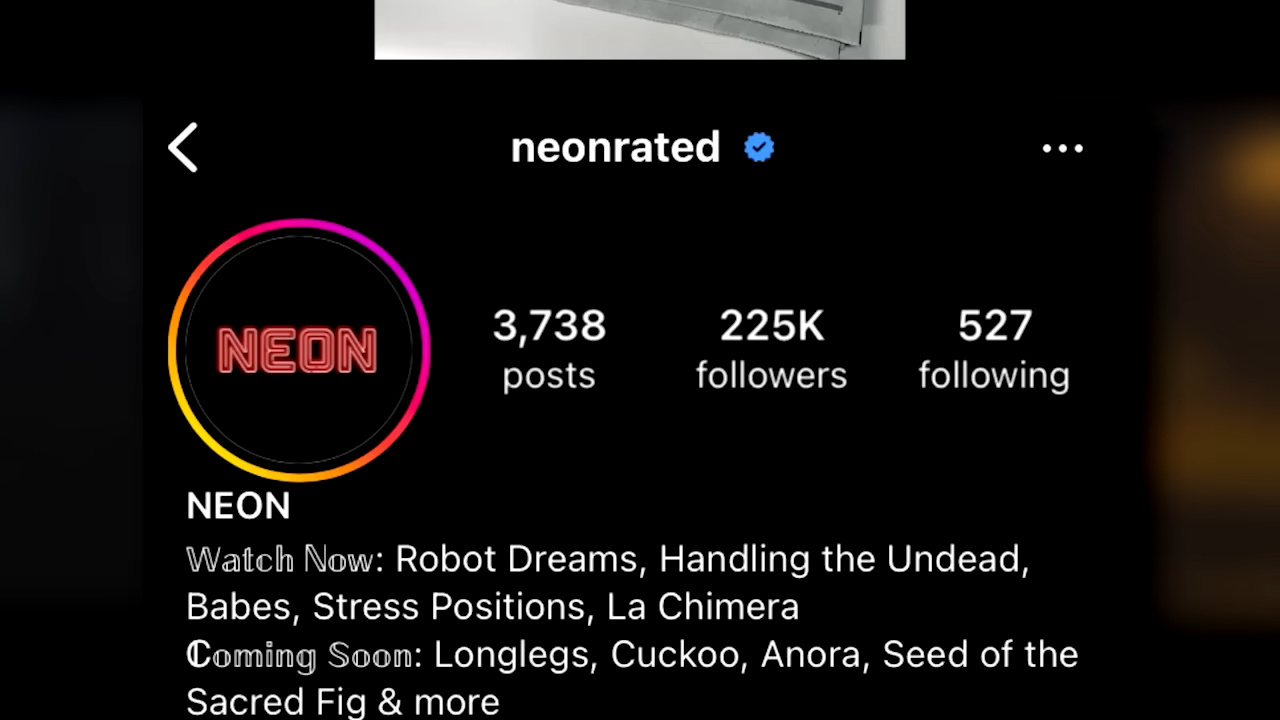 neonrated
NEON
3,738 225K 527
posts followers following
NEON
𝕎𝕒𝕥𝕔𝕙 ℕ𝕠𝕨: Robot Dreams, Handling the Undead,
Babes, Stress Positions, La Chimera
ℂ𝕠𝕞𝕚𝕟𝕘 𝕊𝕠𝕠𝕟: Longlegs, Cuckoo, Anora, Seed of the
Sacred Fig & more